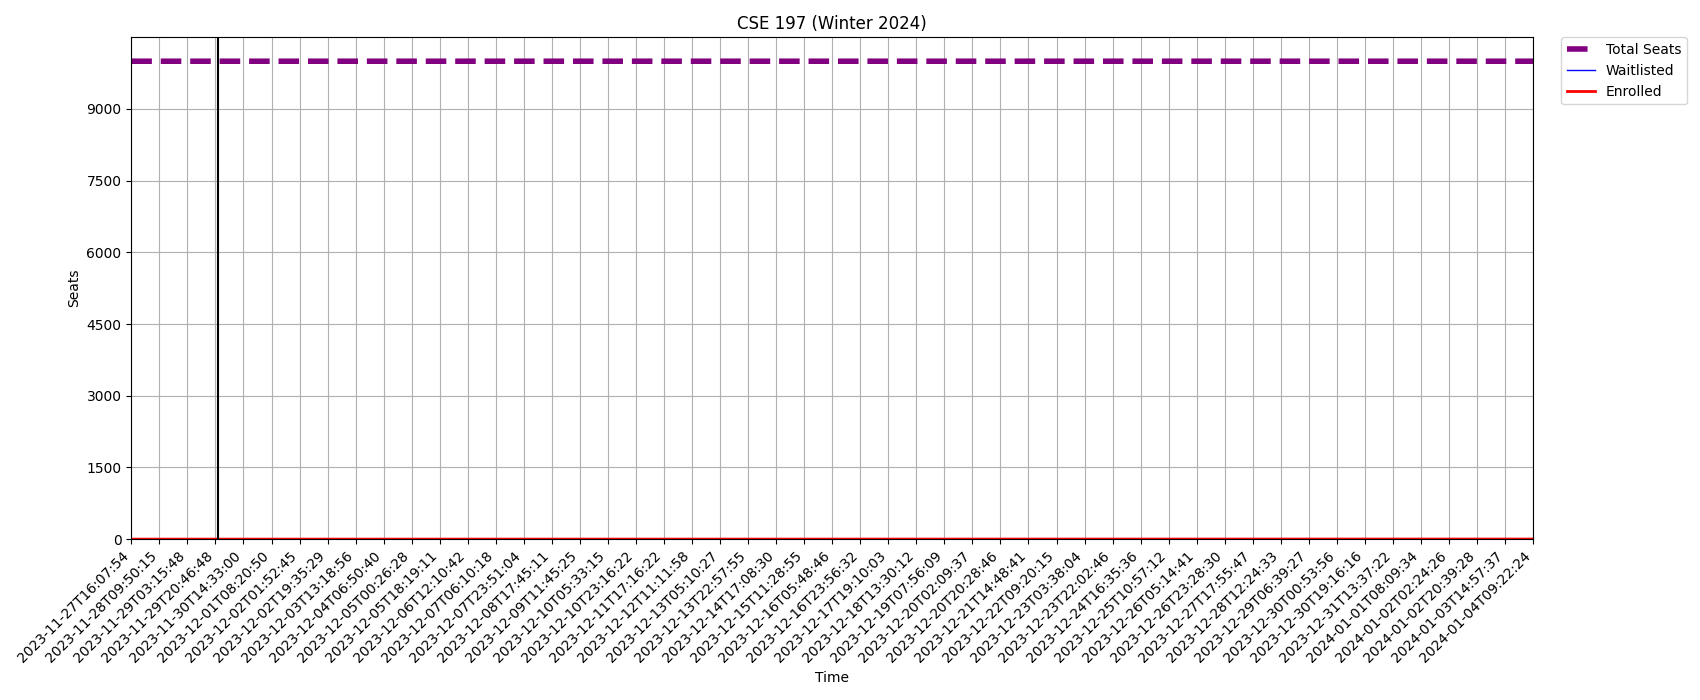 CSE 197 (Winter 2024)
Total Seats
Waitlisted
Enrolled
Seats
9000
7500
6000
4500
3000
1500
0
2023-11-27T16:07:54
2023-11-28T09:50:15
2023-11-29T03:15:48
2023-11-29T20:46:48
2023-11-30T14:33:00
2023-12-01T08:20:50
2023-12-02T01:52:45
2023-12-02T19:35:29
2023-12-03T13:18:56
2023-12-04T06:50:40
2023-12-05T00:26:28
2023-12-05T18:19:11
2023-12-06T12:10:42
2023-12-07T06:10:18
2023-12-07T23:51:04
2023-12-08T17:45:11
2023-12-09T11:45:25
2023-12-10T05:33:15
2023-12-10T23:16:22
2023-12-11T17:16:22
2023-12-12T11:11:58
2023-12-13T05:10:27
2023-12-13T22:57:55
2023-12-14T17:08:30
2023-12-15T11:28:55
2023-12-16T05:48:46
2023-12-16T23:56:32
2023-12-17T19:10:03
2023-12-18T13:30:12
2023-12-19T07:56:09
2023-12-20T02:09:37
2023-12-20T20:28:46
2023-12-21T14:48:41
2023-12-22T09:20:15
2023-12-23T03:38:04
2023-12-23T22:02:46
2023-12-24T16:35:36
2023-12-25T10:57:12
2023-12-26T05:14:41
2023-12-26T23:28:30
2023-12-27T17:55:47
2023-12-28T12:24:33
2023-12-29T06:39:27
2023-12-30T00:53:56
2023-12-30T19:16:16
2023-12-31T13:37:22
2024-01-01T08:09:34
2024-01-02T02:24:26
2024-01-02T20:39:28
2024-01-03T14:57:37
2024-01-04T09:22:24
Time